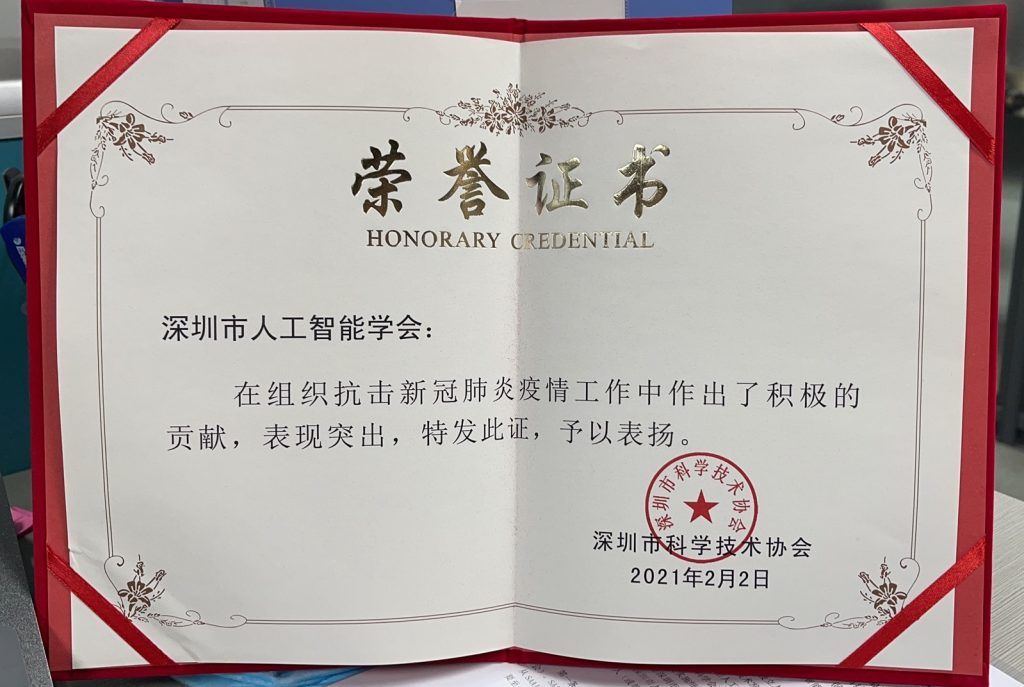 荣誉证书
HONORARY CREDENTIAL
深圳市人工智能学会：
在组织抗击新冠肺炎疫情工作中作出了积极的
贡献，表现突出，特发此证，予以表扬。
深圳市科学技术协会
深圳市科学技术协会
2021年2月2日